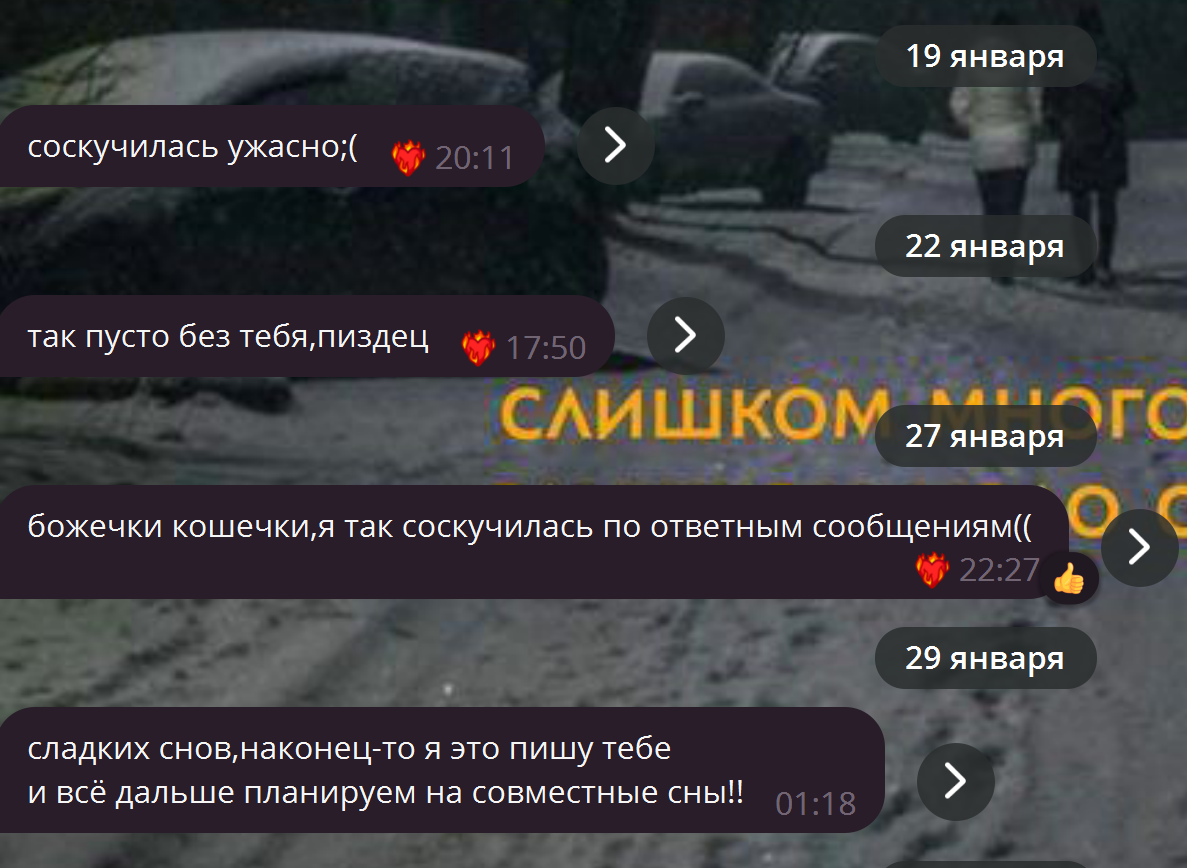 19 января
соскучилась ужасно;( 20:11
22 января
так пусто без тебя,пиздец 17:50
СЛИШКОМ МНОГО
27 января
божечки кошечки,я так соскучилась по ответным сообщениям((
22:27
29 января
сладких снов,наконец-то я это пишу тебе
и всё дальше планируем на совместные сны!! 01:18